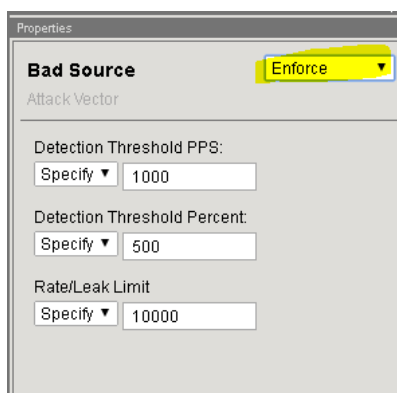 Properties
Bad Source
Enforce
Attack Vector
Detection Threshold PPS:
Specify 1000
Detection Threshold Percent:
Specify 500
Rate/Leak Limit
Specify 10000